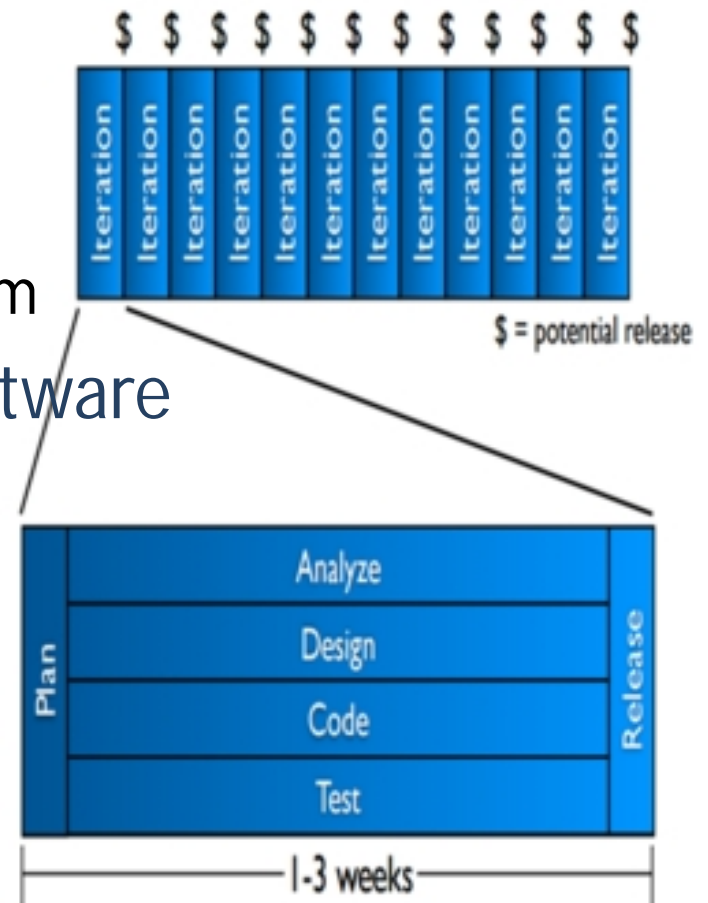 $ $ $ $ $ $ $ $ $ $ $ $
Iteration
Iteration
Iteration
Iteration
Iteration
Iteration
Iteration
Iteration
Iteration
Iteration
Iteration
Iteration
m
$ = potential release
tware
Plan
Analyze
Design
Code
Test
Release
1-3 weeks